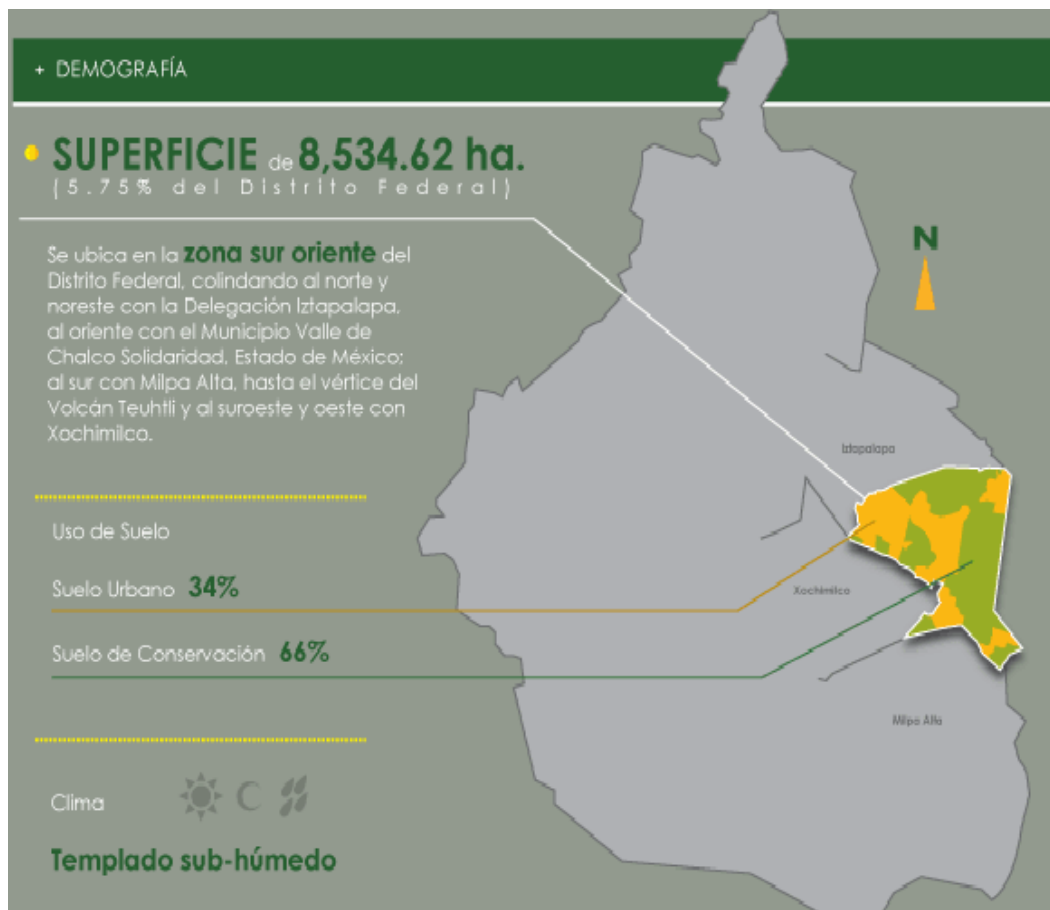 + DEMOGRAFÍA
SUPERFICIE de 8,534.62 ha.
(5.75% del Distrito Federal)
Se ubica en la zona sur oriente del
Distrito Federal, colindando al norte y
noreste con la Delegación Iztapalapa,
al oriente con el Municipio Valle de
Chalco Solidaridad, Estado de México;
al sur con Milpa Alta, hasta el vértice del
Volcán Teuhtli y al suroeste y oeste con
Xochimilco.
N
Iztapalapa
Uso de Suelo
Suelo Urbano 34%
Xochimilco
Suelo de Conservación 66%
Milpa Alta
Clima
Templado sub-húmedo